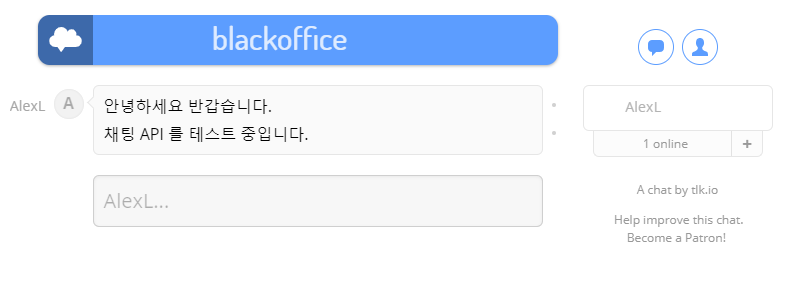 blackoffice
AlexL
A
안녕하세요 반갑습니다.
채팅 API 를 테스트 중입니다.
AlexL...
AlexL
1 online
+
A chat by tlk.io
Help improve this chat.
Become a Patron!